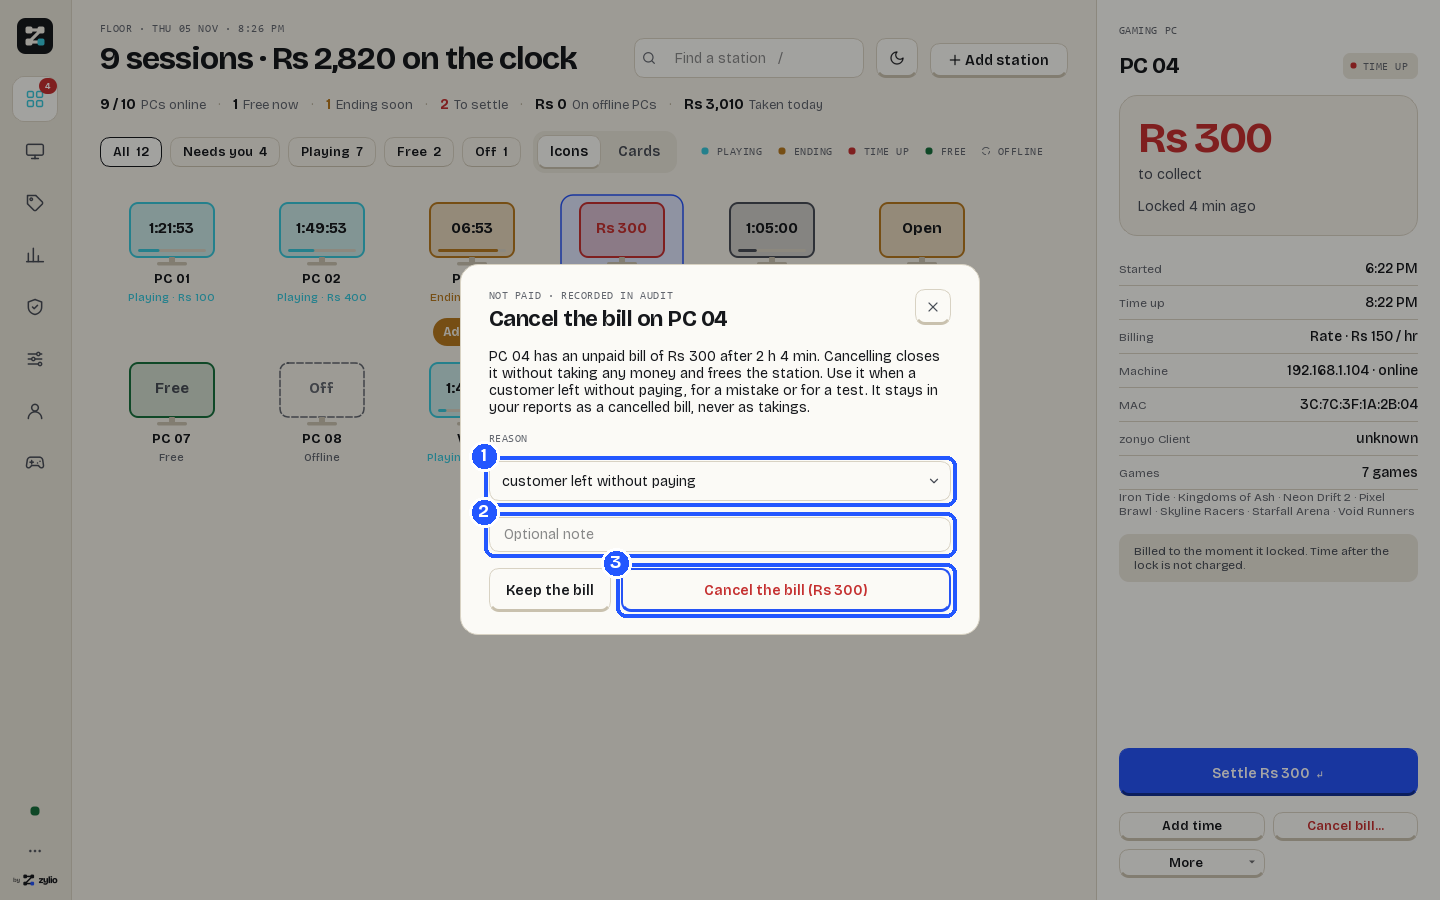 FLOOR · THU 05 NOV · 8:26 PM
9 sessions · Rs 2,820 on the clock
Find a station /
+ Add station
4
9 / 10 PCs online · 1 Free now · 1 Ending soon · 2 To settle · Rs 0 On offline PCs · Rs 3,010 Taken today
All 12
Needs you 4
Playing 7
Free 2
Off 1
Icons
Cards
PLAYING
ENDING
TIME UP
FREE
OFFLINE
1:21:53
1:49:53
06:53
Rs 300
1:05:00
Open
PC 01
PC 02
Playing · Rs 100
Playing · Rs 400
Free
Off
PC 07
PC 08
Free
Offline
NOT PAID · RECORDED IN AUDIT
Cancel the bill on PC 04
PC 04 has an unpaid bill of Rs 300 after 2 h 4 min. Cancelling closes
it without taking any money and frees the station. Use it when a
customer left without paying, for a mistake or for a test. It stays in
your reports as a cancelled bill, never as takings.
REASON
1
customer left without paying
2
Optional note
3
Keep the bill
Cancel the bill (Rs 300)
GAMING PC
PC 04
TIME UP
Rs 300
to collect
Locked 4 min ago
Started 6:22 PM
Time up 8:22 PM
Billing Rate · Rs 150 / hr
Machine 192.168.1.104 · online
MAC 3C:7C:3F:1A:2B:04
zonyo Client unknown
Games 7 games
Iron Tide · Kingdoms of Ash · Neon Drift 2 · Pixel
Brawl · Skyline Racers · Starfall Arena · Void Runners
Billed to the moment it locked. Time after the
lock is not charged.
Settle Rs 300
Add time
Cancel bill...
More
by zylio